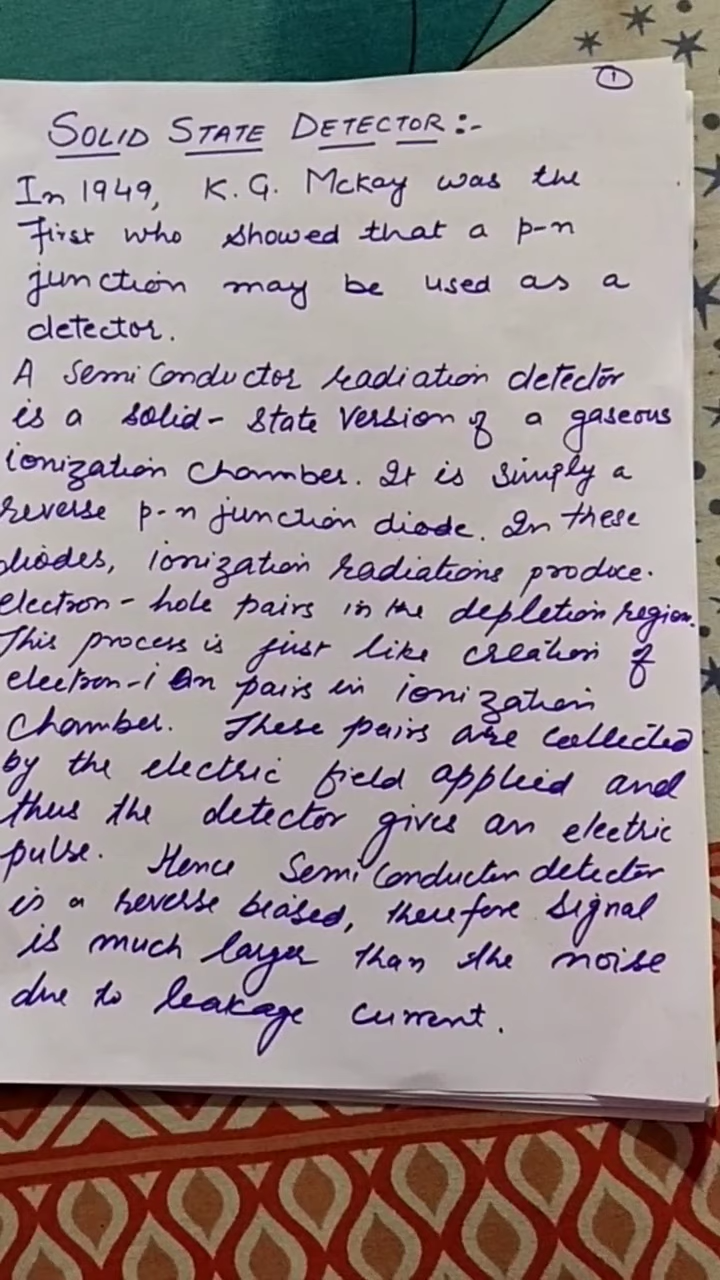 1
SOLID STATE DETECTOR :-
In 1949, K. G. Mckay was the
first who showed that a p-n
junction may be used as a
detector.
A Semi Conductor radiation detector
is a solid-state version of a gaseous
ionization chamber. It is simply a
reverse p-n junction diode. In these
diodes, ionization radiations produce.
electron-hole pairs in the depletion region.
This process is just like creation of
electron-ion pairs in ionization
chamber. These pairs are collected
by the electric field applied and
thus the detector gives an electric
pulse. Hence Semi Conductor detector
is a reverse biased, therefore signal
is much larger than the noise
due to leakage current.